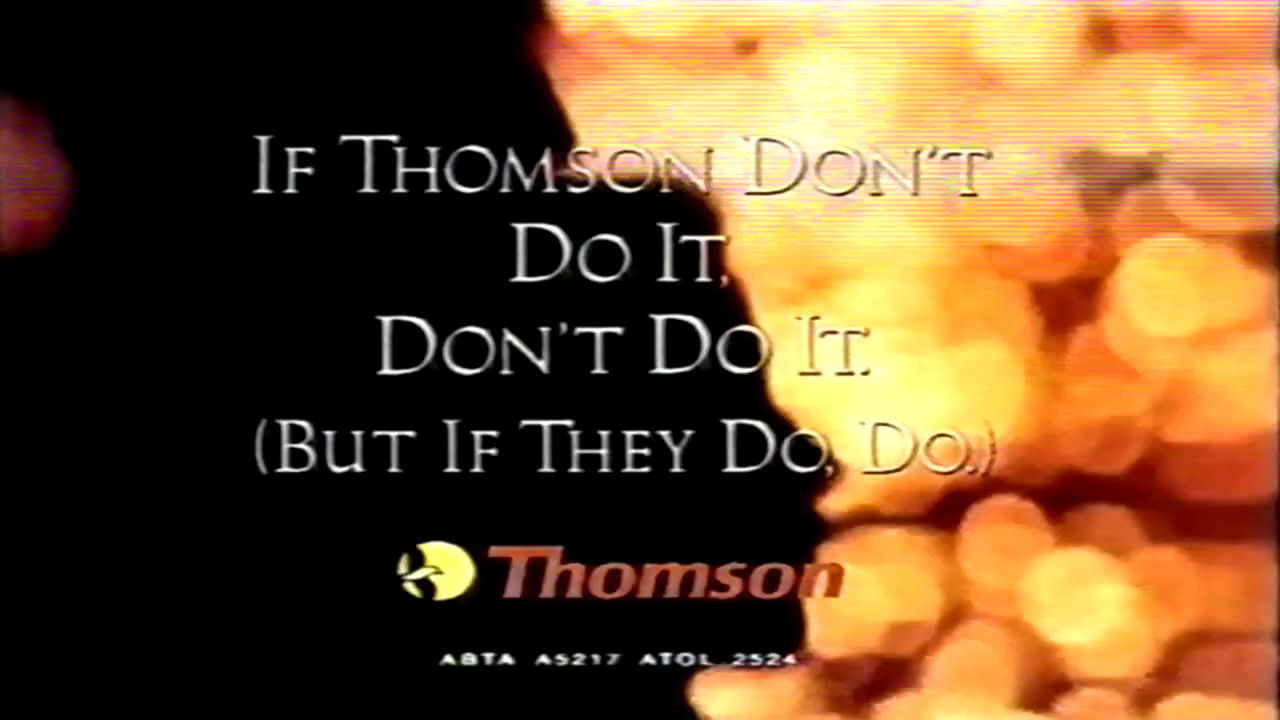 If Thomson Don't
Do It,
Don't Do It.
(But If They Do, Do.)
Thomson
ABTA A5217 ATOL 2524